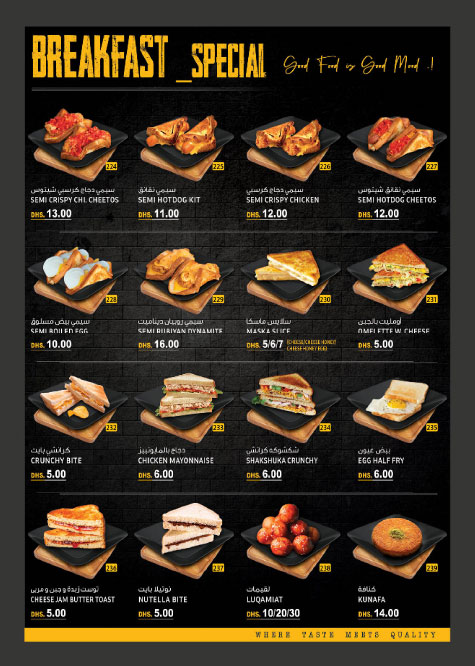 BREAKFAST _SPECIAL
Good Food is Good Mood .!
224
225
226
227
سيمي دجاج كرسبي شيتوس
SEMI CRISPY CHI. CHEETOS
DHS. 13.00
سيمي نقانق
SEMI HOTDOG KIT
DHS. 11.00
سيمي دجاج كرسبي
SEMI CRISPY CHICKEN
DHS. 12.00
سيمي نقانق شيتوس
SEMI HOTDOG CHEETOS
DHS. 12.00
228
229
230
231
سيمي بيض مسلوق
SEMI BOILED EGG
DHS. 10.00
سيمي روبيان ديناميت
SEMI RUBIYAN DYNAMITE
DHS. 16.00
سلايس ماسكا
MASKA SLICE
DHS. 5/6/7 (CHEESE/CHEESE HONEY/
CHEESE HONEY EGG)
أومليت بالجبن
OMELETTE W. CHEESE
DHS. 5.00
232
233
234
235
كرانشي بايت
CRUNCHY BITE
DHS. 5.00
دجاج بالمايونييز
CHICKEN MAYONNAISE
DHS. 6.00
شكشوكه كرانشي
SHAKSHUKA CRUNCHY
DHS. 6.00
بيض عيون
EGG HALF FRY
DHS. 6.00
236
237
238
239
توست زبدة و جبن و مربى
CHEESE JAM BUTTER TOAST
DHS. 5.00
نوتيلا بايت
NUTELLA BITE
DHS. 5.00
لقيمات
LUQAMIAT
DHS. 10/20/30
كنافة
KUNAFA
DHS. 14.00
WHERE TASTE MEETS QUALITY